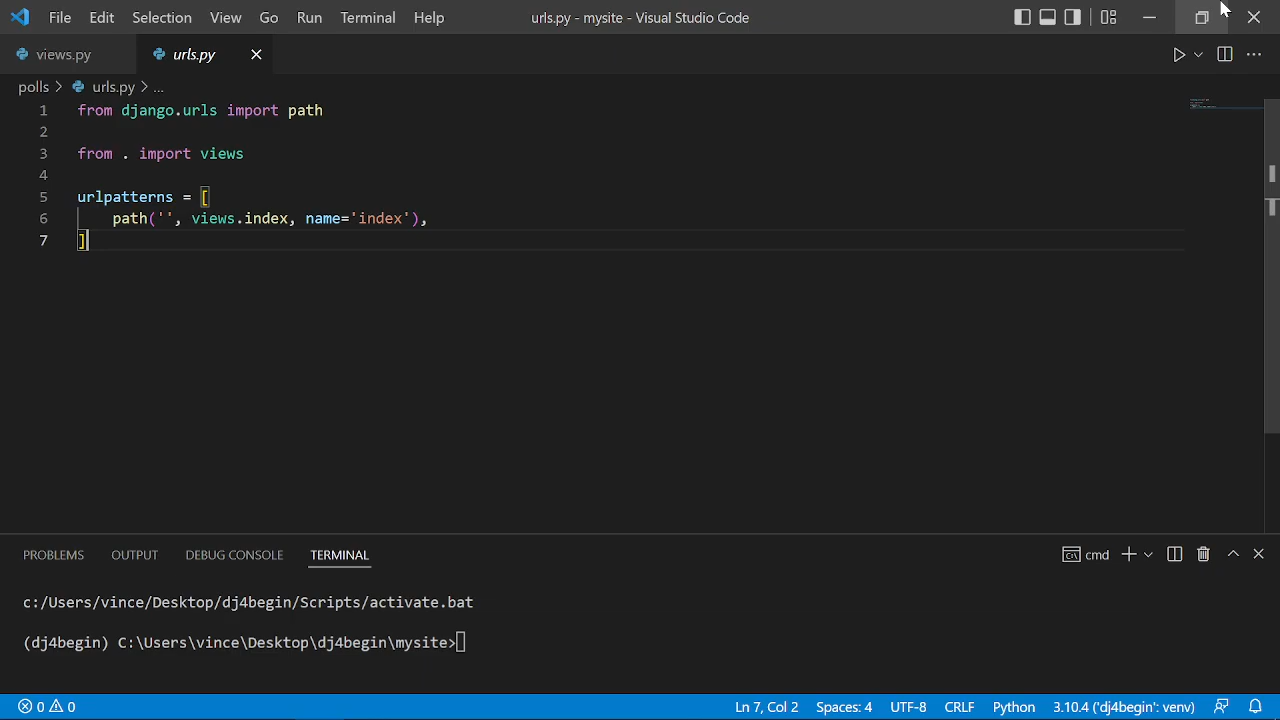 File Edit Selection View Go Run Terminal Help urls.py - mysite - Visual Studio Code
views.py urls.py
polls > urls.py > ...
1 from django.urls import path
2
3 from . import views
4
5 urlpatterns = [
6 path('', views.index, name='index'),
7 ]
PROBLEMS OUTPUT DEBUG CONSOLE TERMINAL cmd
c:/Users/vince/Desktop/dj4begin/Scripts/activate.bat
(dj4begin) C:\Users\vince\Desktop\dj4begin\mysite>
0 0 Ln 7, Col 2 Spaces: 4 UTF-8 CRLF Python 3.10.4 ('dj4begin': venv)